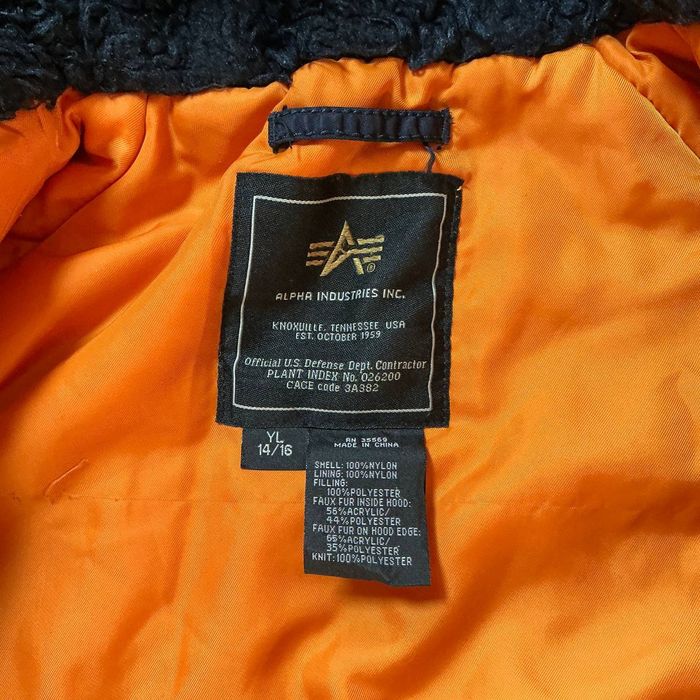 ®
ALPHA INDUSTRIES INC.
KNOXUILLE, TENNESSEE USA
EST. OCTOBER 1959
Official U.S. Defense Dept. Contractor
PLANT INDEX No. 026200
CAGE code 3A382
YL
14/16
RN 35569
MADE IN CHINA
SHELL: 100%NYLON
LINING: 100%NYLON
FILLING:
100%POLYESTER
FAUX FUR INSIDE HOOD:
56%ACRYLIC/
44%POLYESTER
FAUX FUR ON HOOD EDGE:
65%ACRYLIC/
35%POLYESTER
KNIT: 100%POLYESTER